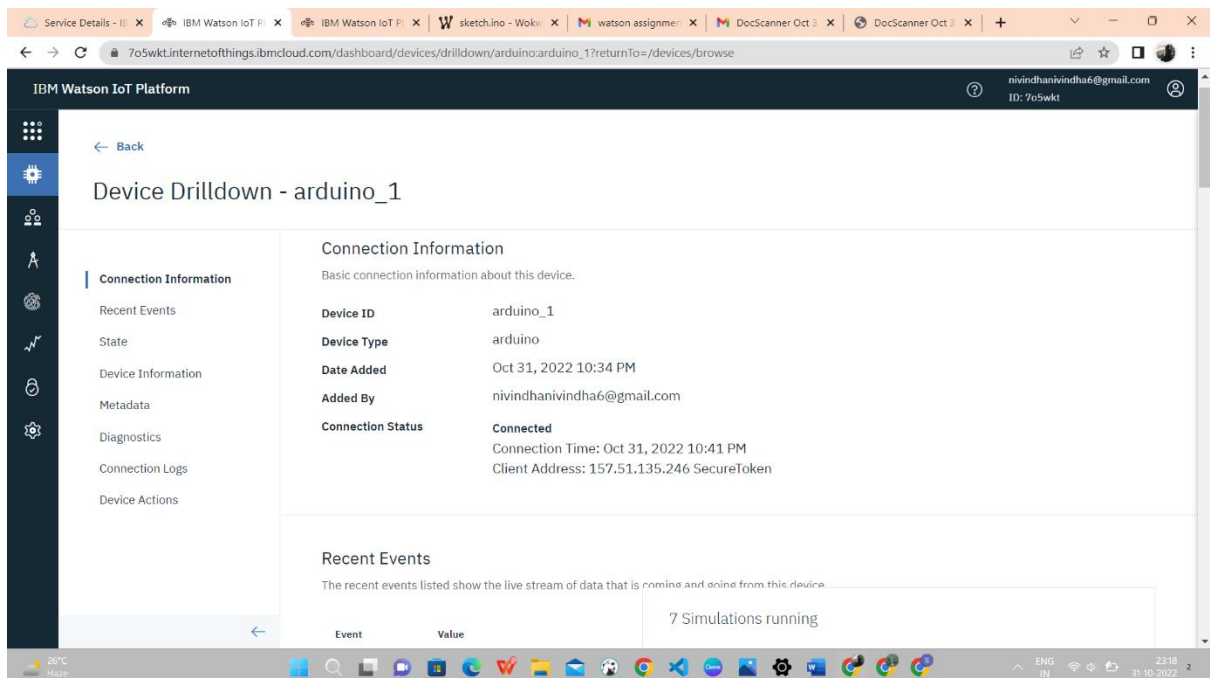 Service Details - IB
IBM Watson IoT Pl
IBM Watson IoT Pl
sketch.ino - Wokw
watson assignmen
DocScanner Oct 3
DocScanner Oct 3
7o5wkt.internetofthings.ibmcloud.com/dashboard/devices/drilldown/arduino:arduino_1?returnTo=/devices/browse
IBM Watson IoT Platform
nivindhanivindha6@gmail.com
ID: 7o5wkt
Back
Device Drilldown - arduino_1
Connection Information
Recent Events
State
Device Information
Metadata
Diagnostics
Connection Logs
Device Actions
Connection Information
Basic connection information about this device.
Device ID arduino_1
Device Type arduino
Date Added Oct 31, 2022 10:34 PM
Added By nivindhanivindha6@gmail.com
Connection Status Connected
Connection Time: Oct 31, 2022 10:41 PM
Client Address: 157.51.135.246 SecureToken
Recent Events
The recent events listed show the live stream of data that is coming and going from this device.
Event Value
7 Simulations running
26°C
Haze
ENG
IN
23:18
31-10-2022
2